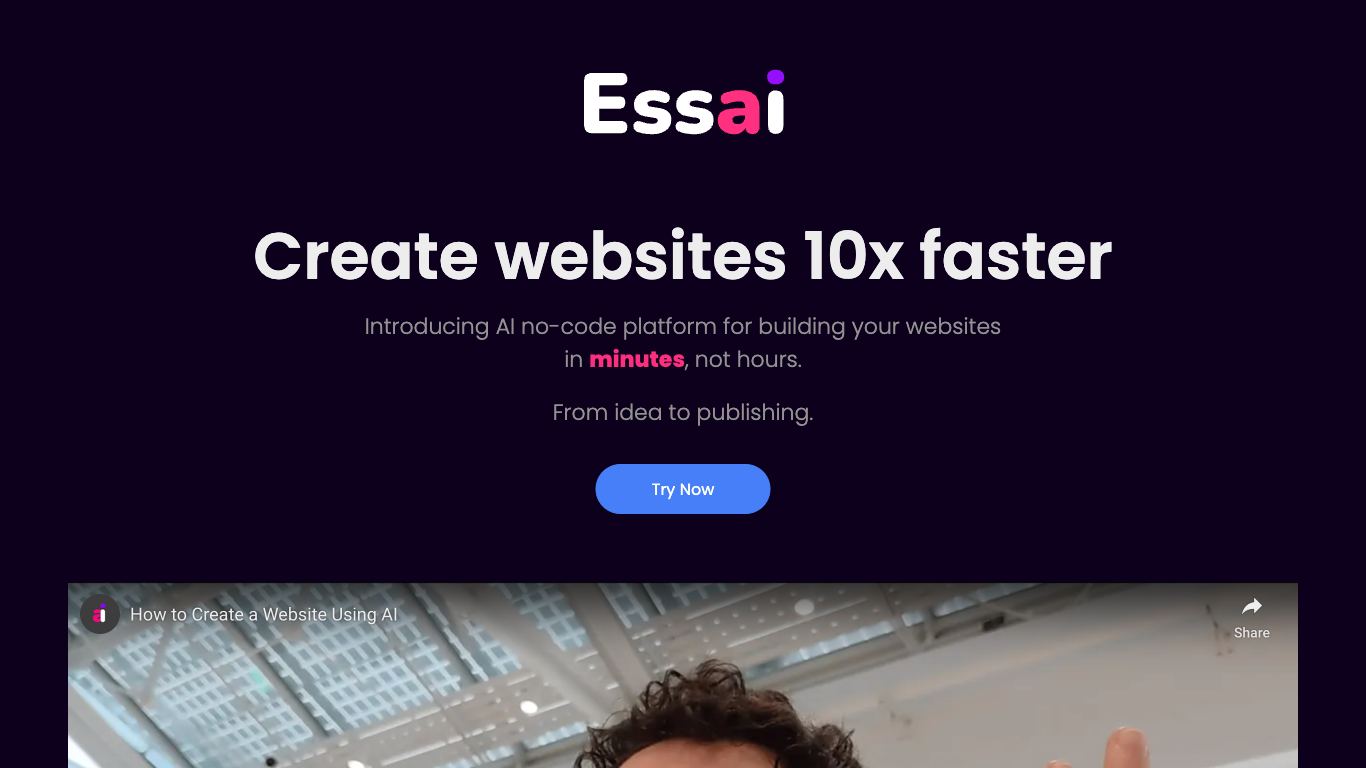 Essai
Create websites 10x faster
Introducing AI no-code platform for building your websites
in minutes, not hours.
From idea to publishing.
Try Now
ai
How to Create a Website Using AI
Share